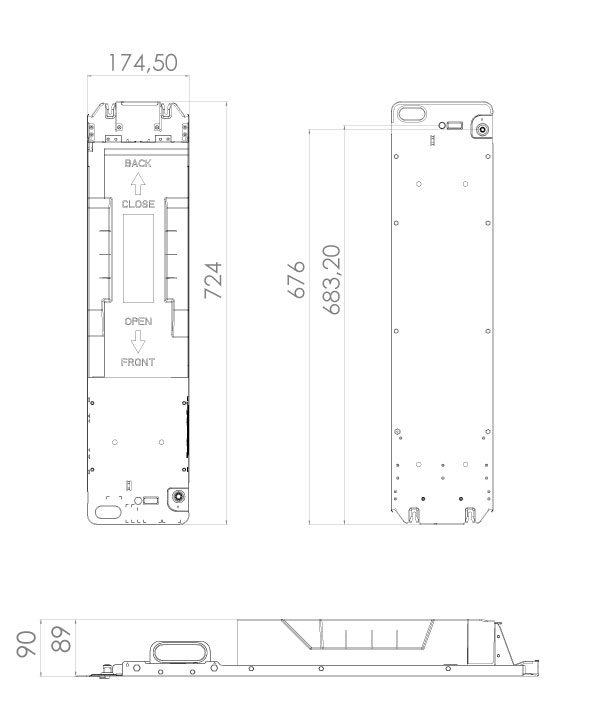 174,50
BACK
CLOSE
OPEN
FRONT
724
676
683,20
90
89